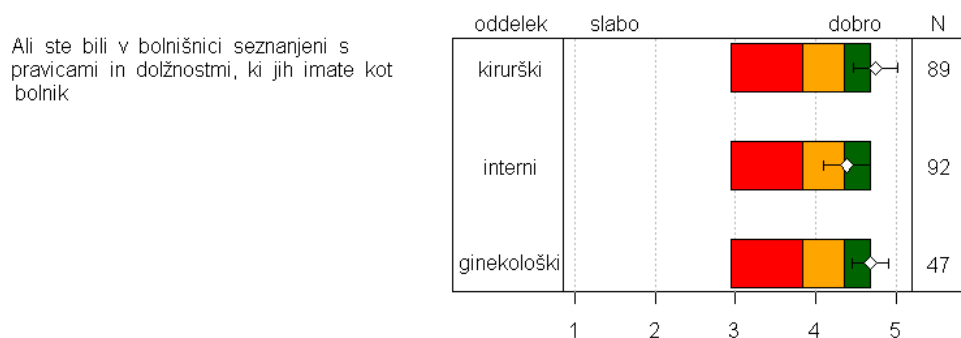 Ali ste bili v bolnišnici seznanjeni s
pravicami in dolžnostmi, ki jih imate kot
bolnik
oddelek slabo dobro N
kirurški 89
interni 92
ginekološki 47
1 2 3 4 5